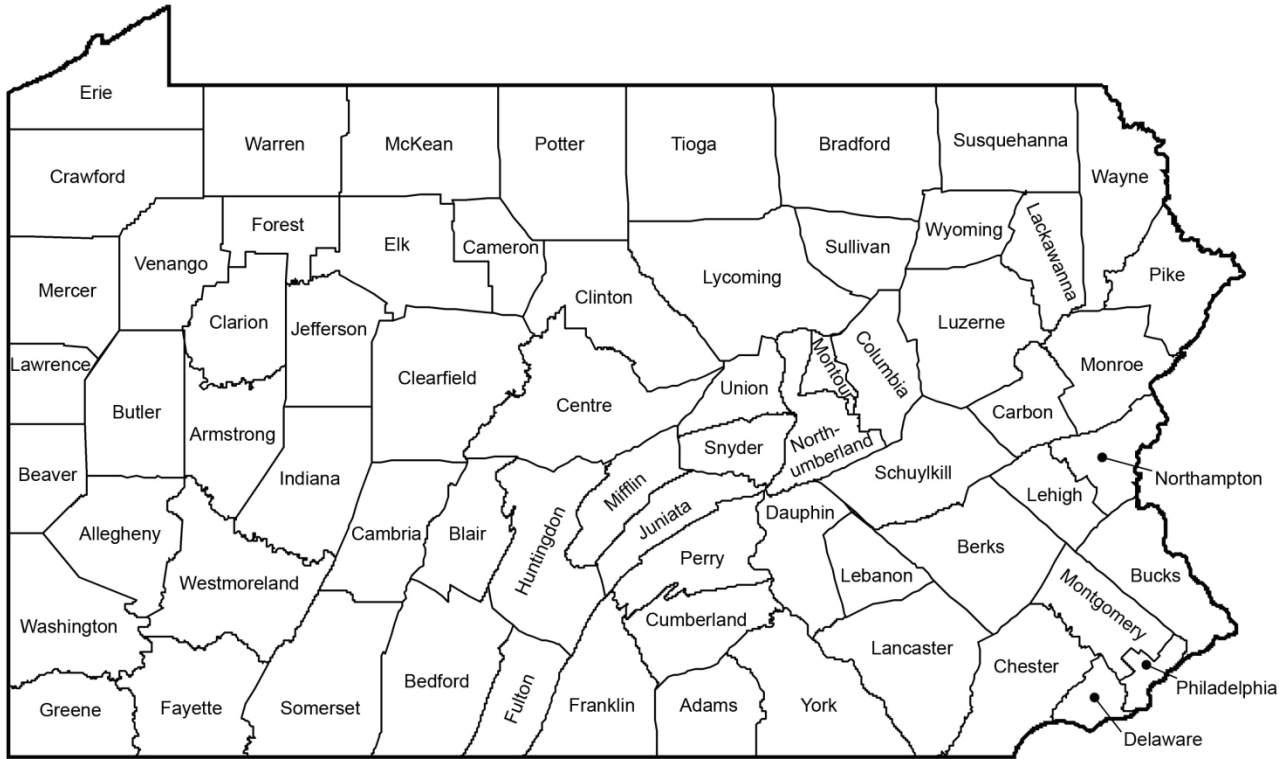 Erie
Warren
McKean
Potter
Tioga
Bradford
Susquehanna
Wayne
Crawford
Forest
Elk
Cameron
Sullivan
Wyoming
Lackawanna
Pike
Venango
Mercer
Clarion
Jefferson
Clinton
Lycoming
Luzerne
Monroe
Lawrence
Butler
Clearfield
Centre
Union
Montour
Columbia
Carbon
Beaver
Armstrong
Indiana
Snyder
North-
umberland
Schuylkill
Northampton
Lehigh
Allegheny
Cambria
Blair
Huntingdon
Mifflin
Juniata
Dauphin
Perry
Berks
Bucks
Westmoreland
Lebanon
Montgomery
Washington
Cumberland
Lancaster
Chester
Philadelphia
Greene
Fayette
Somerset
Bedford
Fulton
Franklin
Adams
York
Delaware